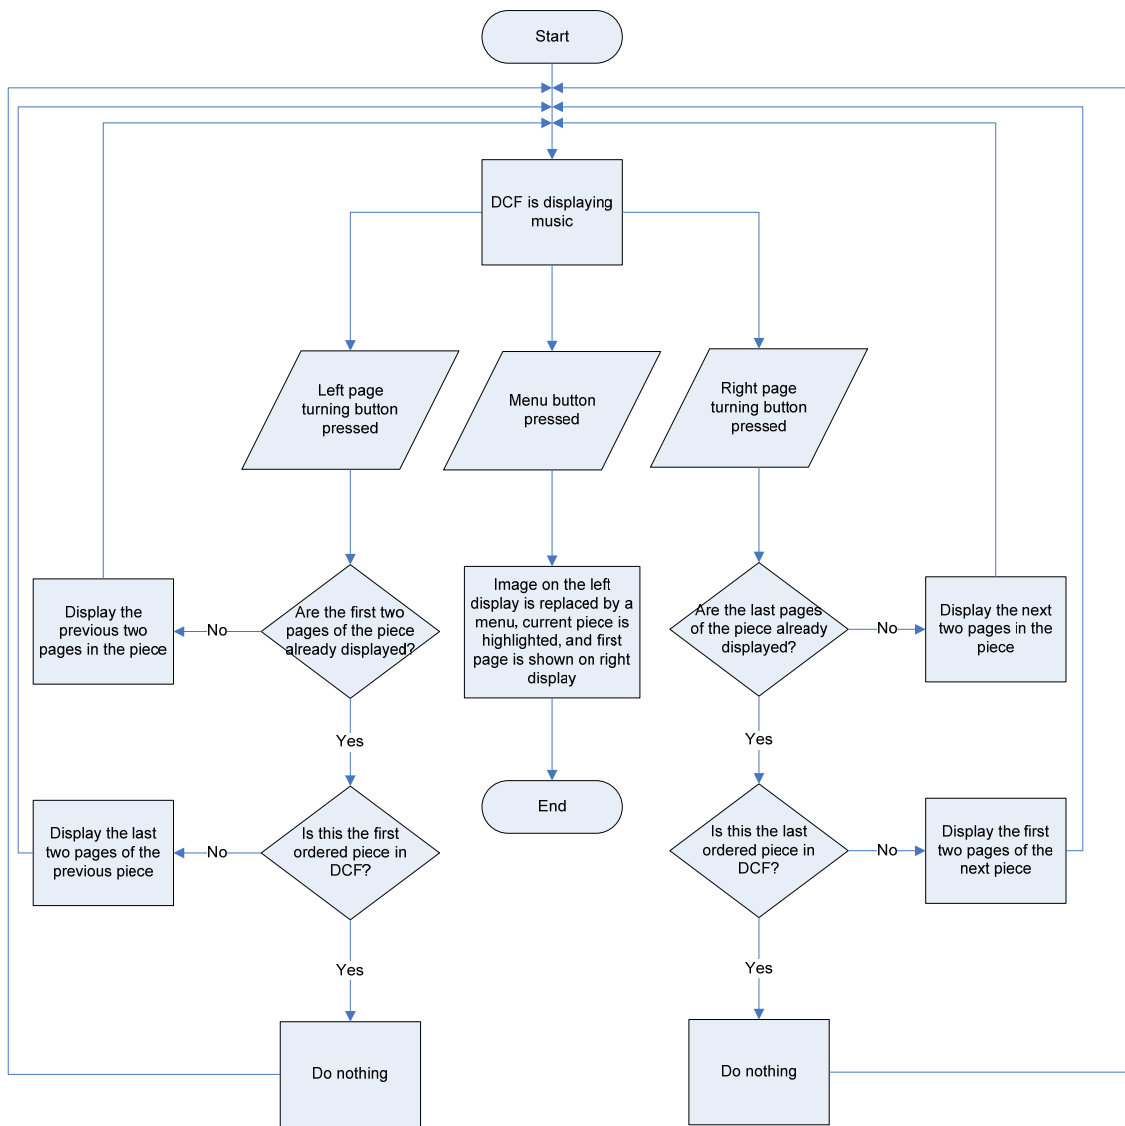 Start
DCF is displaying
music
Left page
turning button
pressed
Menu button
pressed
Right page
turning button
pressed
Display the
previous two
pages in the piece
No
Are the first two
pages of the piece
already displayed?
Image on the left
display is replaced by a
menu, current piece is
highlighted, and first
page is shown on right
display
Are the last pages
of the piece already
displayed?
No
Display the next
two pages in the
piece
Yes
Yes
Display the last
two pages of the
previous piece
No
Is this the first
ordered piece in
DCF?
End
Is this the last
ordered piece in
DCF?
No
Display the first
two pages of the
next piece
Yes
Yes
Do nothing
Do nothing